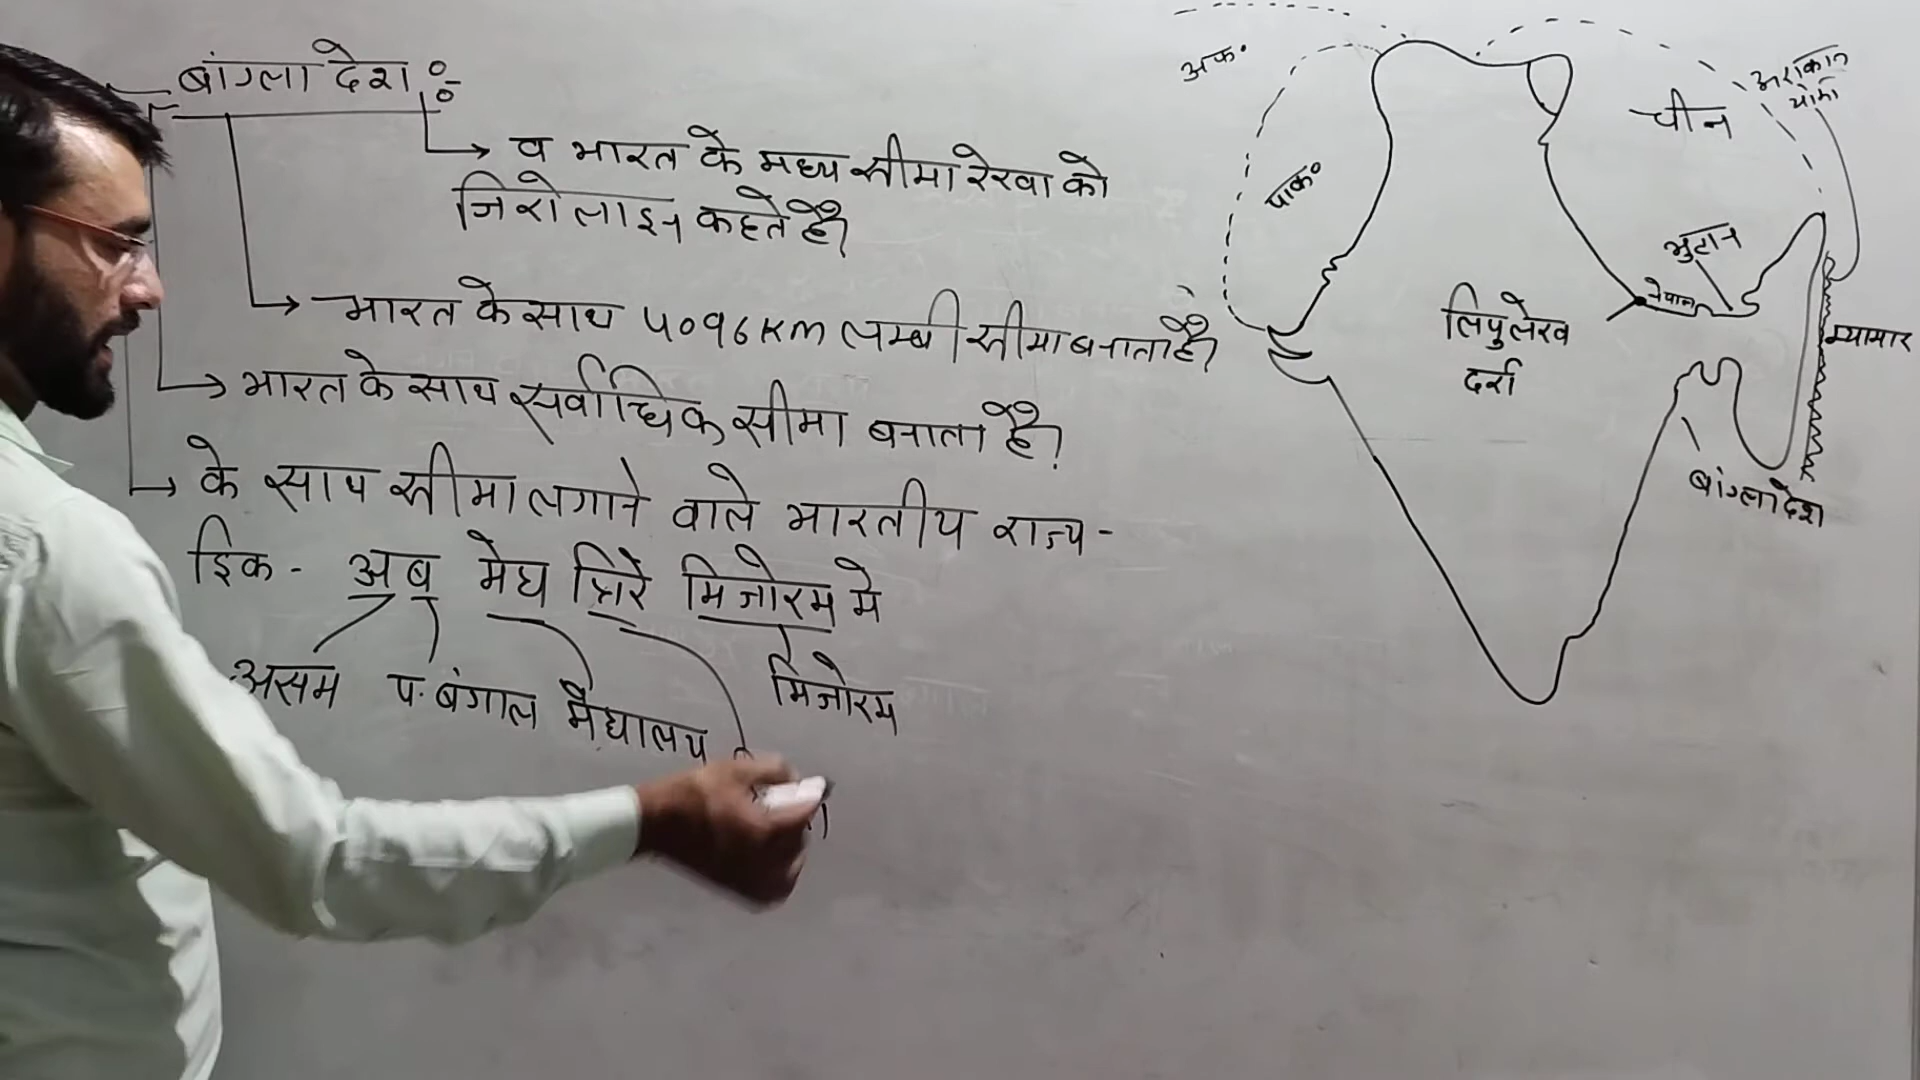 बांग्ला देश :-
→ व भारत के मध्य सीमा रेखा को
जिरो लाइन कहते है।
→ भारत के साथ 4096 km लम्बी सीमा बनाता है।
→ भारत के साथ सर्वाधिक सीमा बनाता है।
→ के साथ सीमा लगाने वाले भारतीय राज्य -
ट्रिक - अब मेघ त्रिरे मिजोरम मे
असम प. बंगाल मेघालय
मिजोरम
अफ॰
पाक॰
चीन
अराकान
योमा
भुटान
नेपाल
लिपुलेख
दर्रा
म्यामार
बांग्लादेश